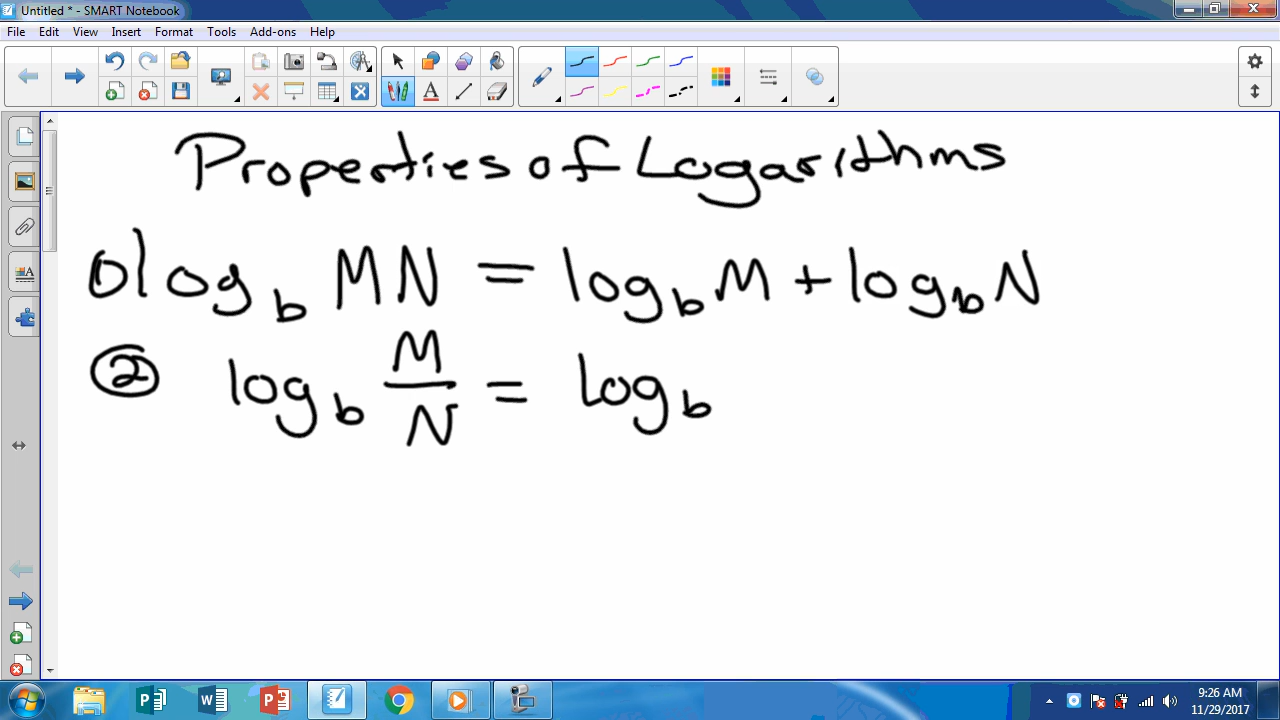 Untitled * - SMART Notebook
File Edit View Insert Format Tools Add-ons Help
Properties of Logarithms
① log_b MN = log_b M + log_b N
② log_b M/N = log_b
9:26 AM
11/29/2017